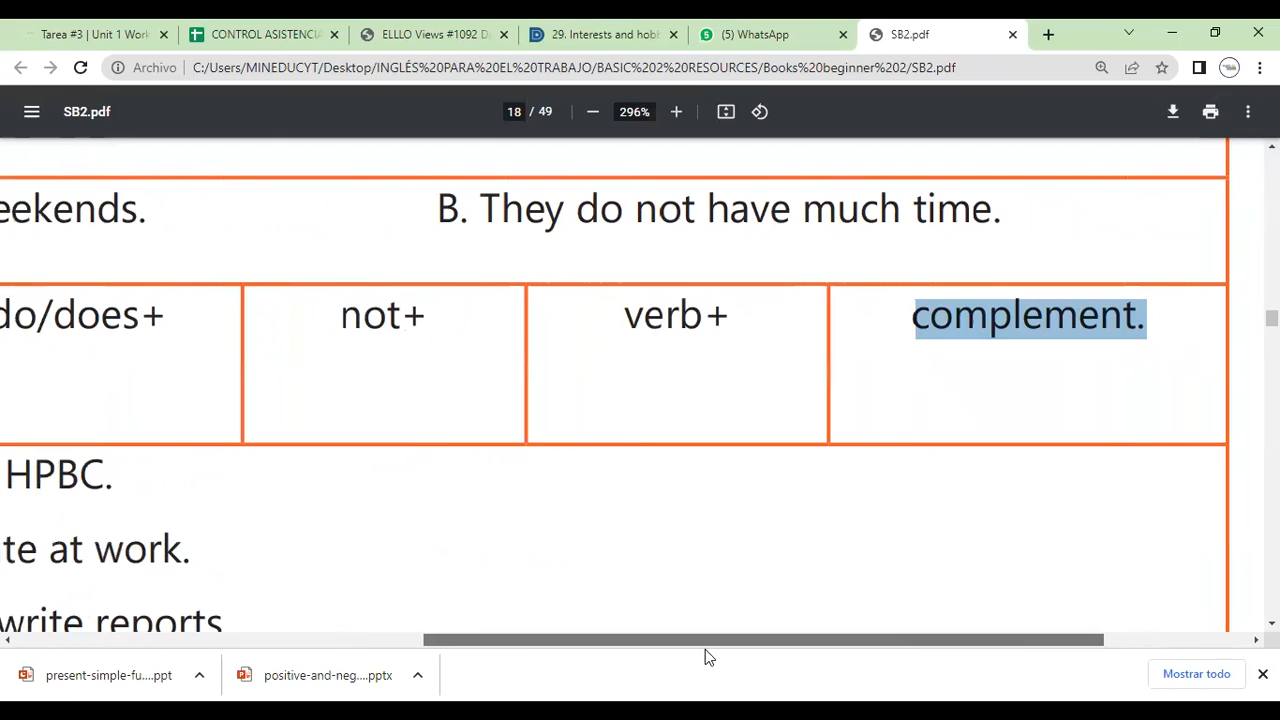 Tarea #3 | Unit 1 Work
CONTROL ASISTENCIA
ELLLO Views #1092 D
29. Interests and hobb
(5) WhatsApp
SB2.pdf
Archivo
C:/Users/MINEDUCYT/Desktop/INGLÉS%20PARA%20EL%20TRABAJO/BASIC%202%20RESOURCES/Books%20beginner%202/SB2.pdf
SB2.pdf
18 / 49
296%
eekends.
B. They do not have much time.
do/does+
not+
verb+
complement.
HPBC.
te at work.
write reports
present-simple-fu....ppt
positive-and-neg....pptx
Mostrar todo